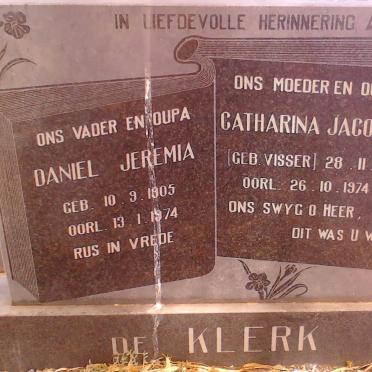 IN LIEFDEVOLLE HERINNERING A
ONS VADER EN OUPA
DANIEL JEREMIA
GEB. 10.9.1905
OORL. 13.1.1974
RUS IN VREDE
ONS MOEDER EN O
CATHARINA JACO
[GEB. VISSER] 28.11.
OORL. 26.10.1974
ONS SWYG O HEER,
DIT WAS U W
DE KLERK